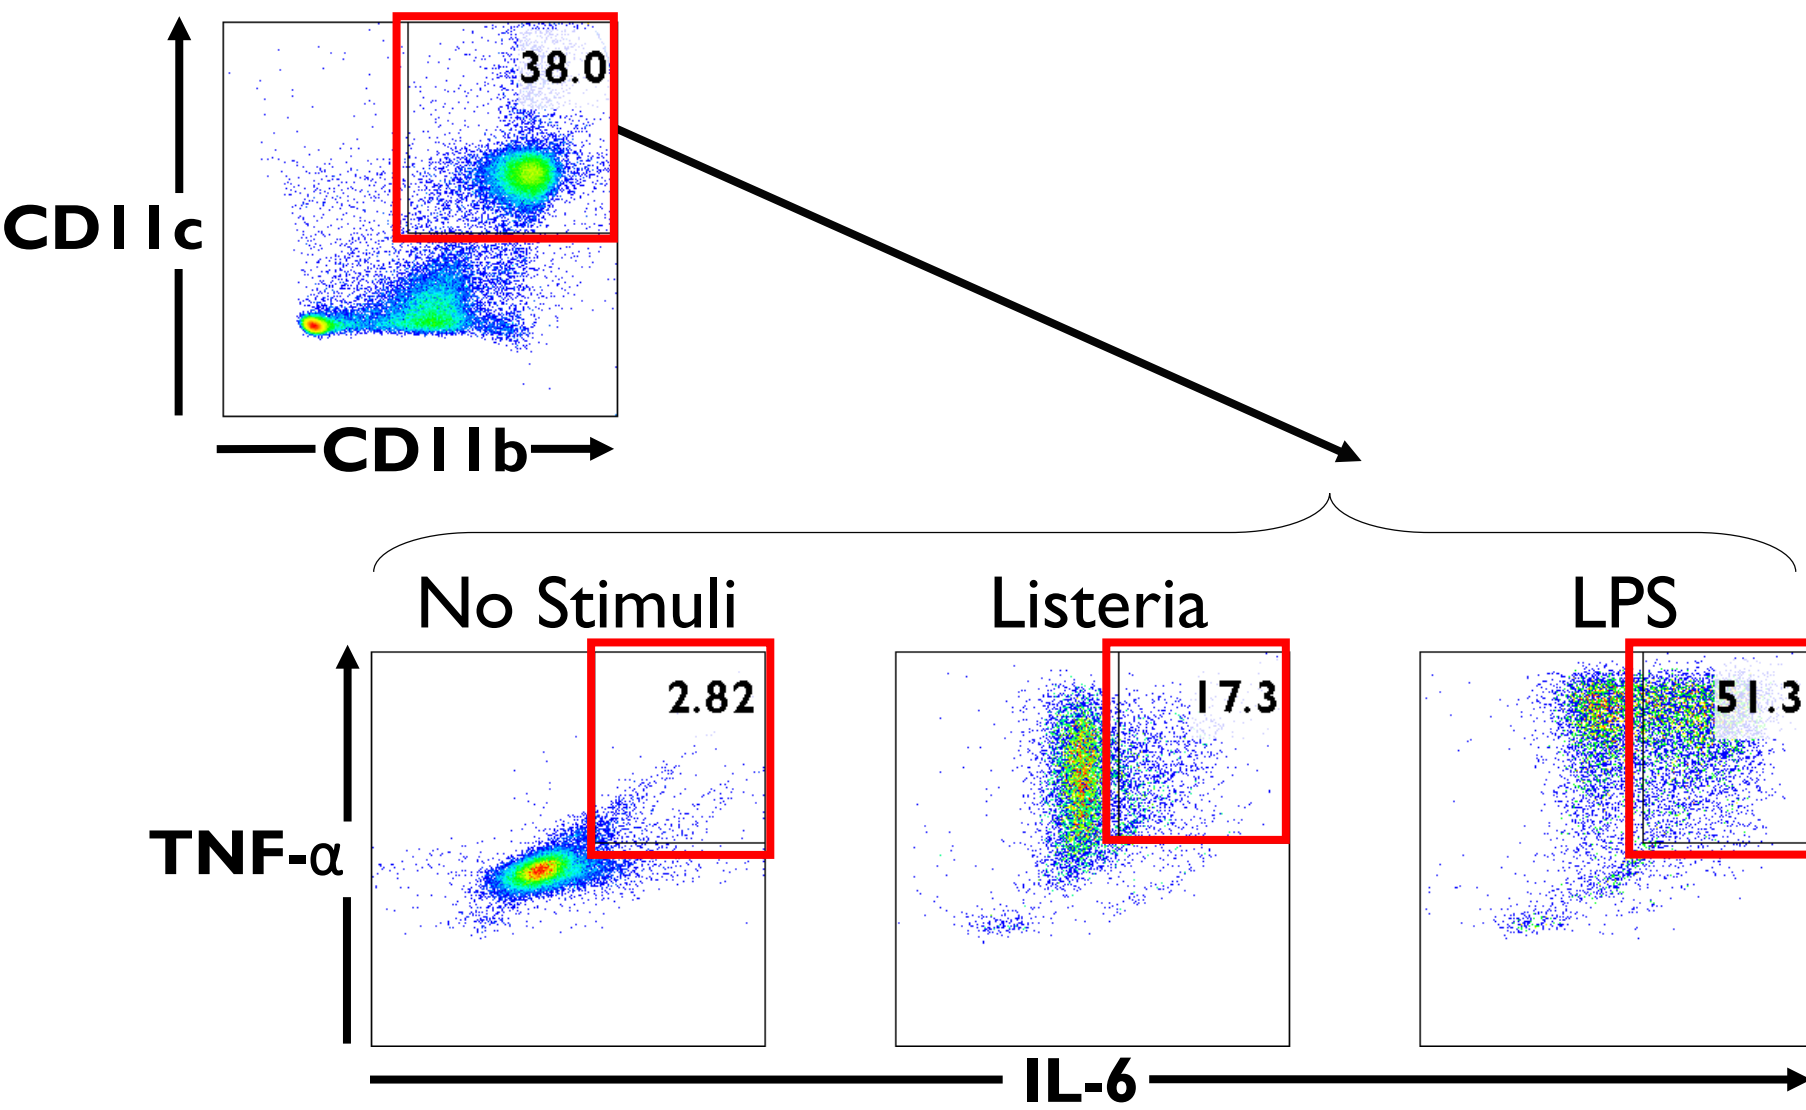 38.0
CD11c
CD11b
No Stimuli
Listeria
LPS
2.82
17.3
51.3
TNF-α
IL-6